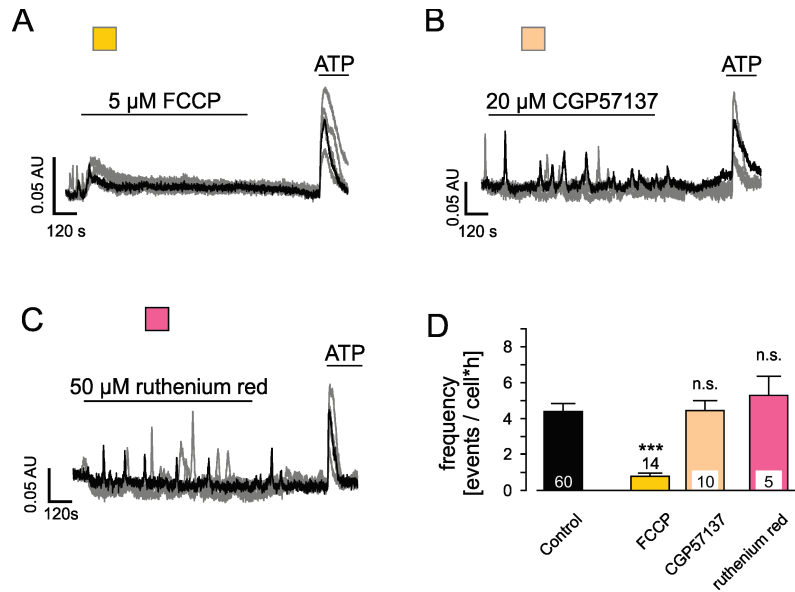 A
ATP
5 µM FCCP
0.05 AU
120 s
B
ATP
20 µM CGP57137
0.05 AU
120 s
C
ATP
50 µM ruthenium red
0.05 AU
120s
D
frequency
[events / cell*h]
8
6
4
2
0
n.s.
n.s.
***
14
60
10
5
Control
FCCP
CGP57137
ruthenium red